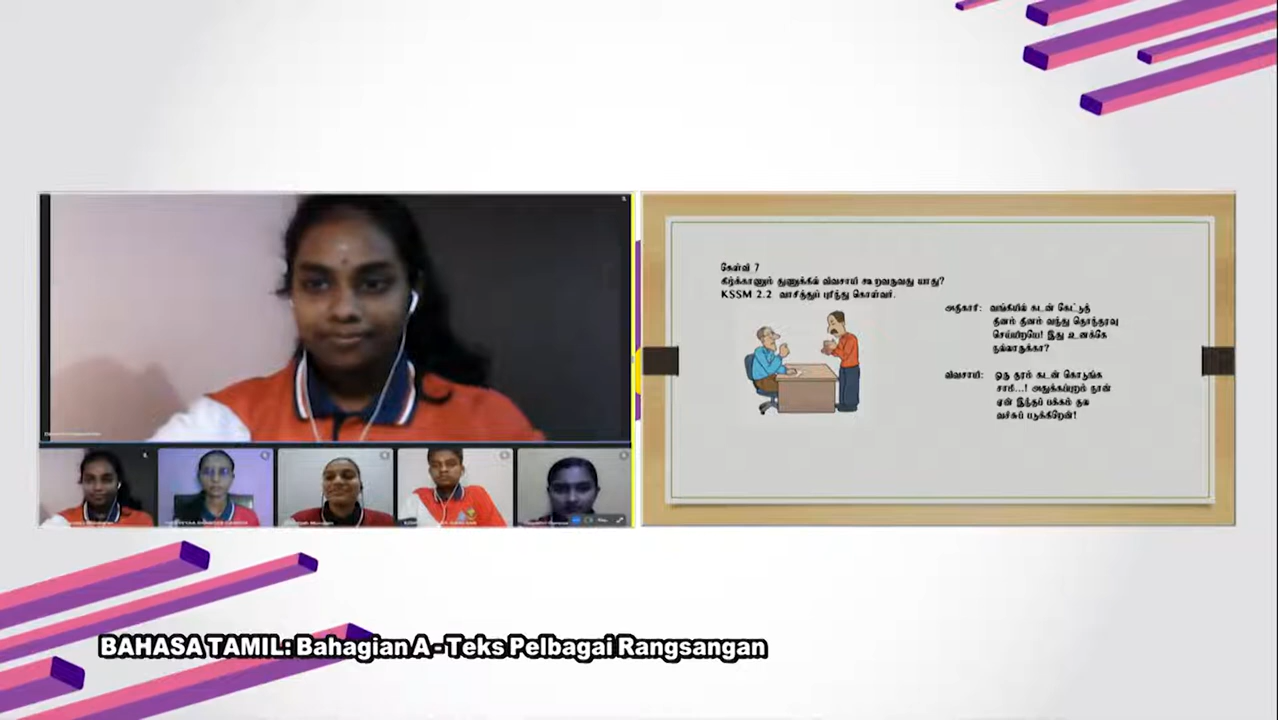 கேள்வி 7
கீழ்க்காணும் துணுக்கில் விவசாயி கூறவருவது யாது?
KSSM 2.2 வாசித்துப் புரிந்து கொள்வர்.
அதிகாரி: வங்கியில் கடன் கேட்டுத்
தினம் தினம் வந்து தொந்தரவு
செய்யிறயே! இது உனக்கே
நல்லாருக்கா?
விவசாயி: ஒரு தரம் கடன் கொடுங்க
சாமீ...! அதுக்கப்புறம் நான்
ஏன் இந்தப் பக்கம் தல
வச்சுப் படுக்கிறேன்!
BAHASA TAMIL: Bahagian A - Teks Pelbagai Rangsangan